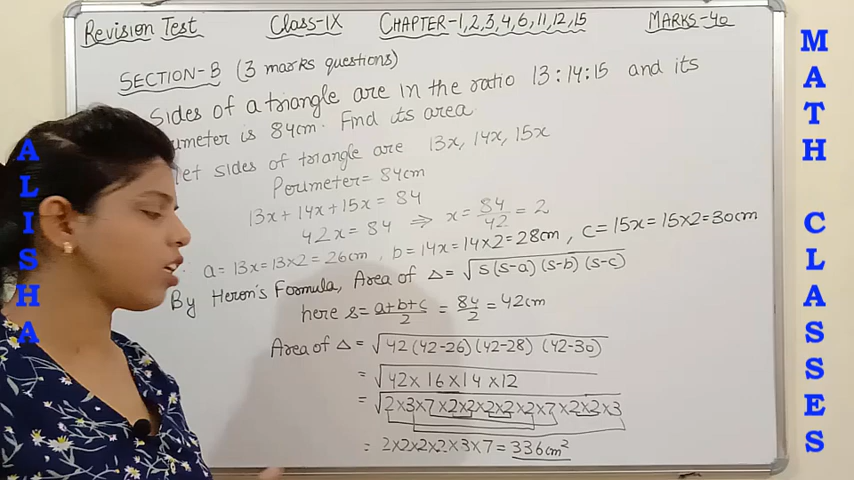 Revision Test Class-IX CHAPTER-1,2,3,4,6,11,12,15 MARKS-40
SECTION-B (3 marks questions)
Sides of a triangle are in the ratio 13:14:15 and its
is 84cm. Find its area.
sides of triangle are 13x, 14x, 15x
Perimeter = 84cm
13x+14x+15x = 84
42x = 84 ⇒ x = 84/42 = 2
a = 13x = 13×2 = 26cm, b = 14x = 14×2 = 28cm, c = 15x = 15×2 = 30cm
By Heron's Formula, Area of △ = √s(s-a)(s-b)(s-c)
here s = a+b+c/2 = 84/2 = 42cm
Area of △ = √42(42-26)(42-28)(42-30)
= √42×16×14×12
= √2×3×7×2×2×2×2×2×7×2×2×3
= 2×2×2×2×3×7 = 336cm²
ALISHA
MATH CLASSES